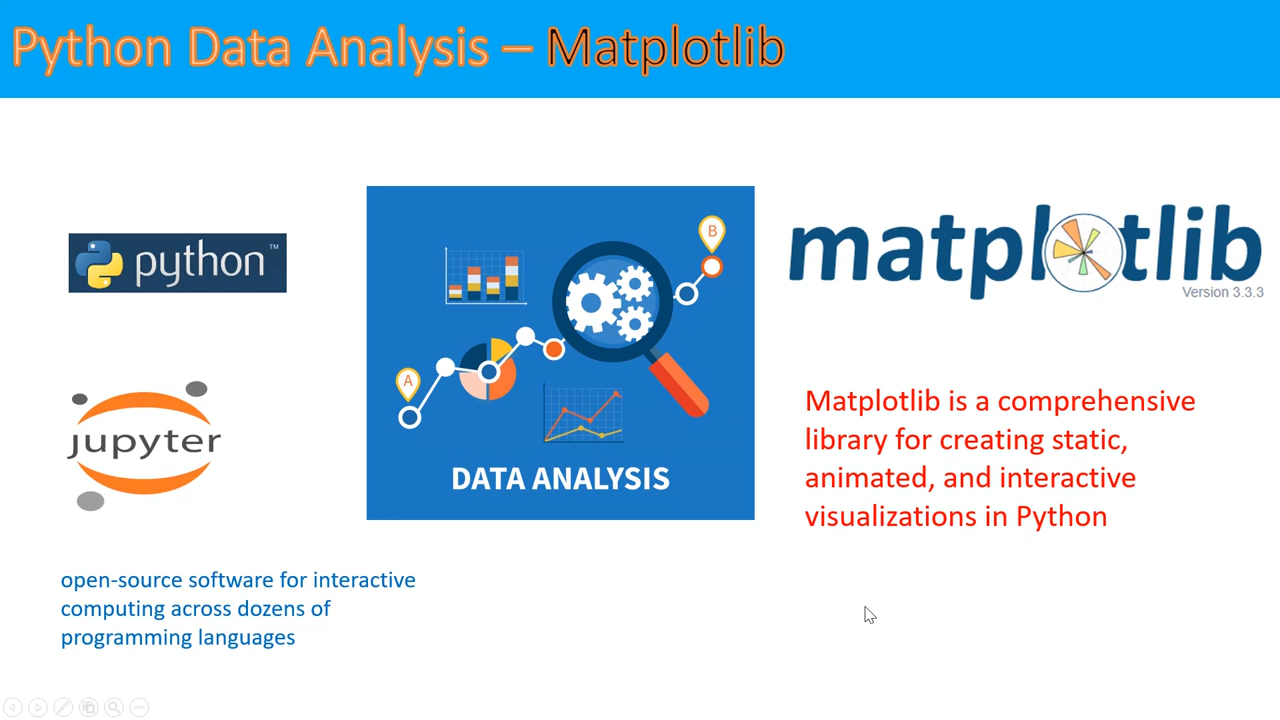 Python Data Analysis – Matplotlib
python™
jupyter
open-source software for interactive
computing across dozens of
programming languages
A
B
DATA ANALYSIS
matplotlib
Version 3.3.3
Matplotlib is a comprehensive
library for creating static,
animated, and interactive
visualizations in Python